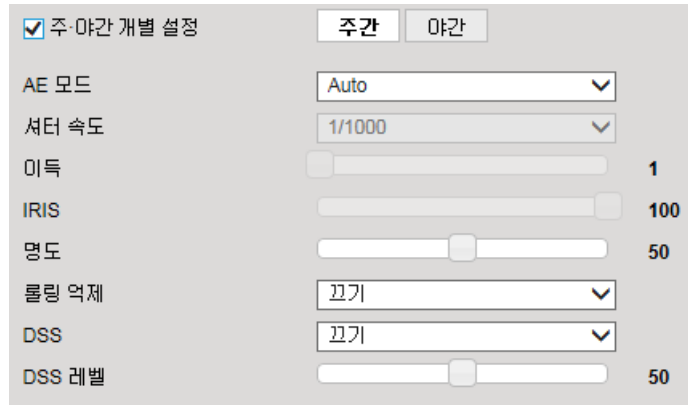 주·야간 개별 설정 주간 야간
AE 모드 Auto
셔터 속도 1/1000
이득 1
IRIS 100
명도 50
롤링 억제 끄기
DSS 끄기
DSS 레벨 50